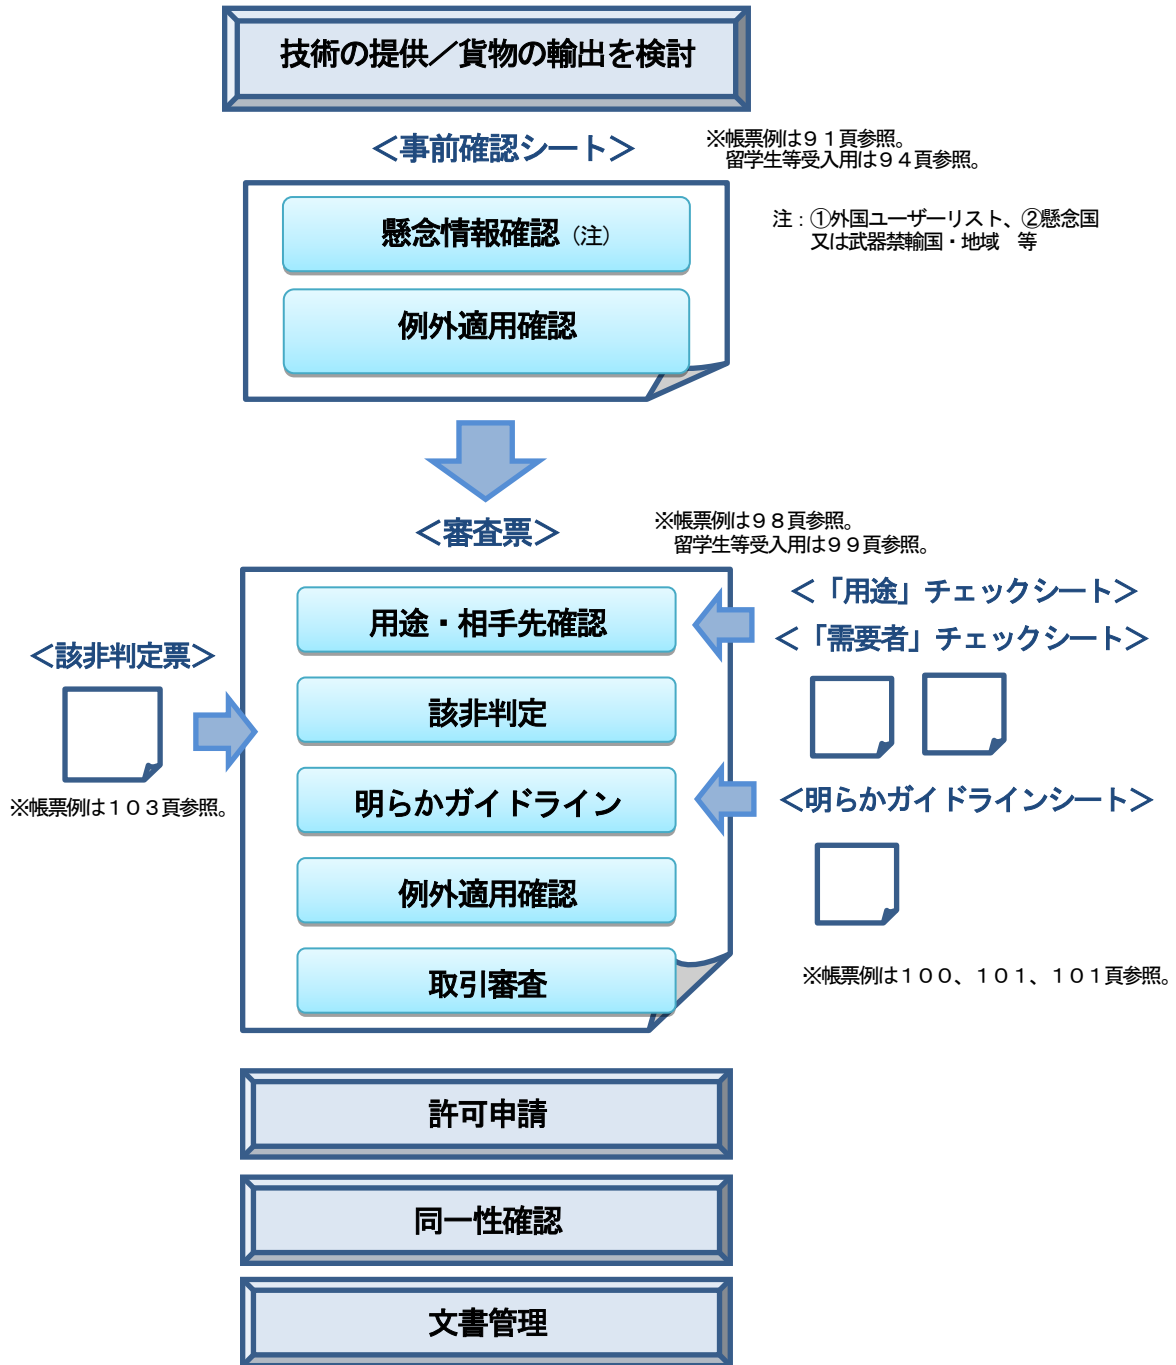 技術の提供／貨物の輸出を検討
＜事前確認シート＞
※帳票例は９１頁参照。
留学生等受入用は９４頁参照。
懸念情報確認（注）
注：①外国ユーザーリスト、②懸念国
又は武器禁輸国・地域　等
例外適用確認
＜審査票＞
※帳票例は９８頁参照。
留学生等受入用は９９頁参照。
用途・相手先確認
＜「用途」チェックシート＞
＜「需要者」チェックシート＞
＜該非判定票＞
該非判定
※帳票例は１０３頁参照。
明らかガイドライン
＜明らかガイドラインシート＞
例外適用確認
取引審査
※帳票例は１００、１０１、１０１頁参照。
許可申請
同一性確認
文書管理